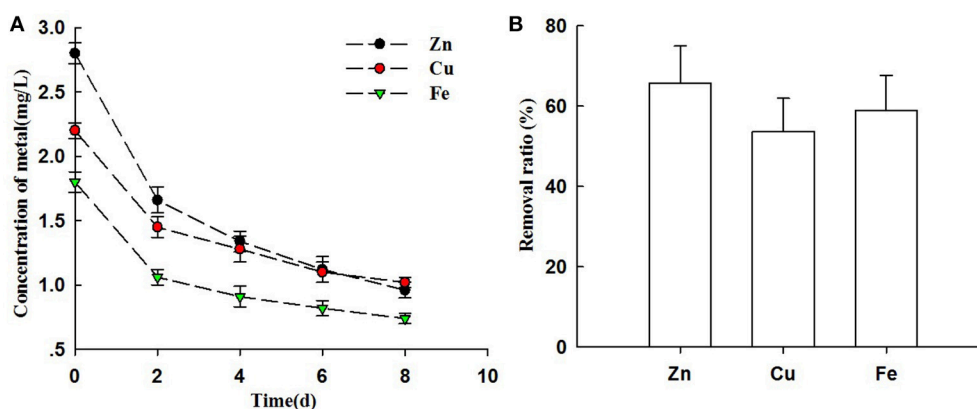 A
Concentration of metal(mg/L)
3.0
2.5
2.0
1.5
1.0
.5
0 2 4 6 8 10
Time(d)
Zn
Cu
Fe
B
Removal ratio (%)
80
60
40
20
0
Zn Cu Fe